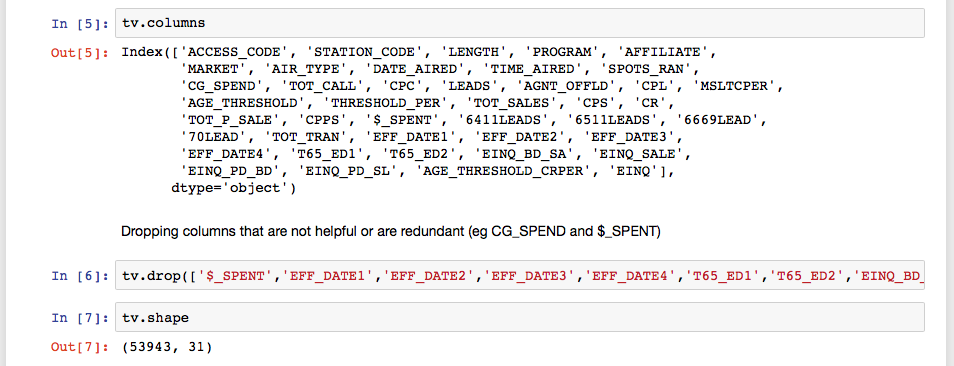 In [5]: tv.columns
Out[5]: Index(['ACCESS_CODE', 'STATION_CODE', 'LENGTH', 'PROGRAM', 'AFFILIATE',
'MARKET', 'AIR_TYPE', 'DATE_AIRED', 'TIME_AIRED', 'SPOTS_RAN',
'CG_SPEND', 'TOT_CALL', 'CPC', 'LEADS', 'AGNT_OFFLD', 'CPL', 'MSLTCPER',
'AGE_THRESHOLD', 'THRESHOLD_PER', 'TOT_SALES', 'CPS', 'CR',
'TOT_P_SALE', 'CPPS', '$_SPENT', '6411LEADS', '6511LEADS', '6669LEAD',
'70LEAD', 'TOT_TRAN', 'EFF_DATE1', 'EFF_DATE2', 'EFF_DATE3',
'EFF_DATE4', 'T65_ED1', 'T65_ED2', 'EINQ_BD_SA', 'EINQ_SALE',
'EINQ_PD_BD', 'EINQ_PD_SL', 'AGE_THRESHOLD_CRPER', 'EINQ'],
dtype='object')
Dropping columns that are not helpful or are redundant (eg CG_SPEND and $_SPENT)
In [6]: tv.drop(['$_SPENT','EFF_DATE1','EFF_DATE2','EFF_DATE3','EFF_DATE4','T65_ED1','T65_ED2','EINQ_BD_
In [7]: tv.shape
Out[7]: (53943, 31)